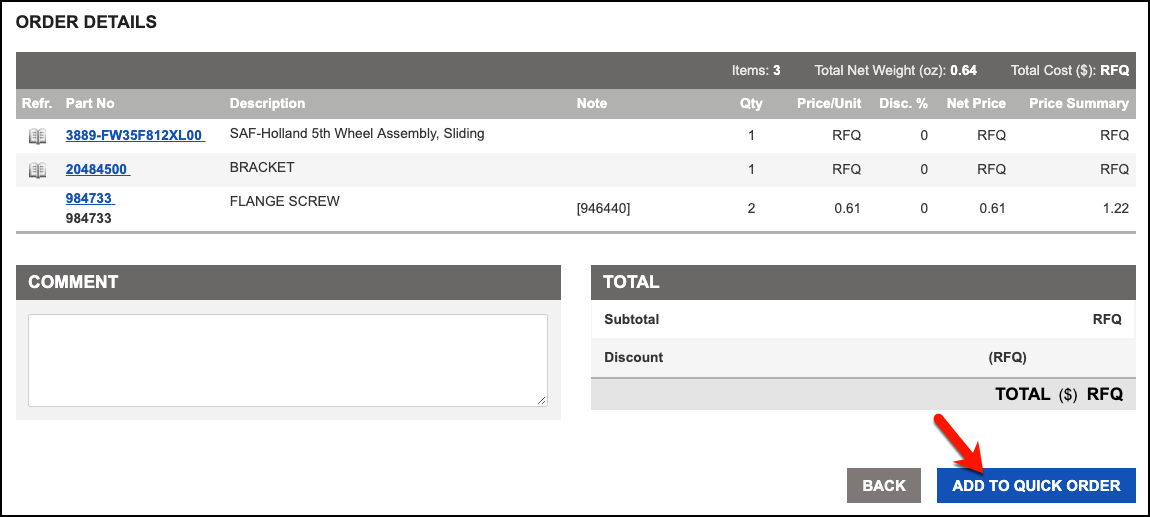 ORDER DETAILS
Items: 3 Total Net Weight (oz): 0.64 Total Cost ($): RFQ
Refr. Part No Description Note Qty Price/Unit Disc. % Net Price Price Summary
3889-FW35F812XL00 SAF-Holland 5th Wheel Assembly, Sliding 1 RFQ 0 RFQ RFQ
20484500 BRACKET 1 RFQ 0 RFQ RFQ
984733 FLANGE SCREW [946440] 2 0.61 0 0.61 1.22
984733
COMMENT
TOTAL
Subtotal RFQ
Discount (RFQ)
TOTAL ($) RFQ
BACK ADD TO QUICK ORDER